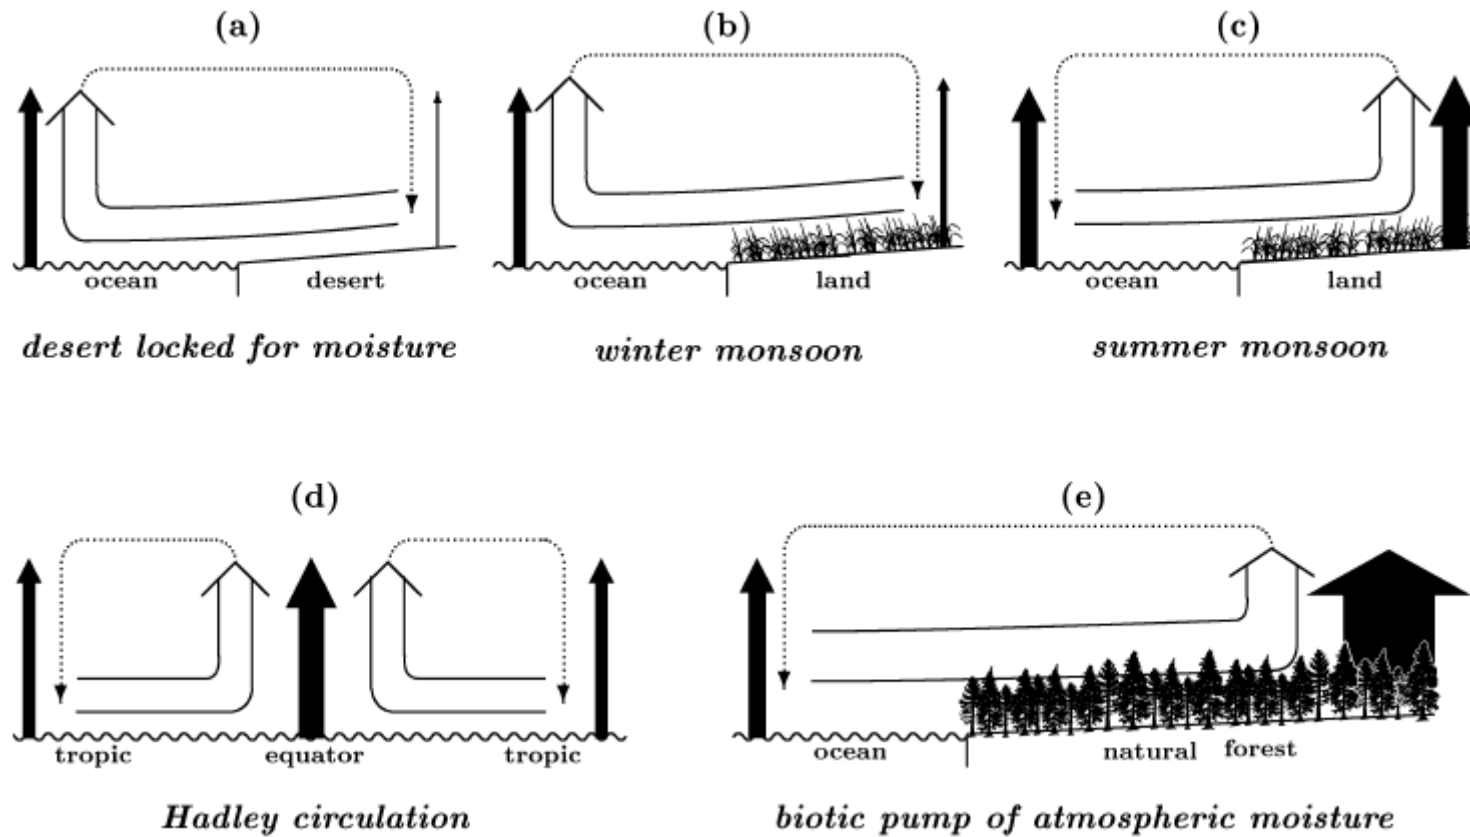 (a)
(b)
(c)
ocean
desert
ocean
land
ocean
land
desert locked for moisture
winter monsoon
summer monsoon
(d)
(e)
tropic
equator
tropic
ocean
natural forest
Hadley circulation
biotic pump of atmospheric moisture